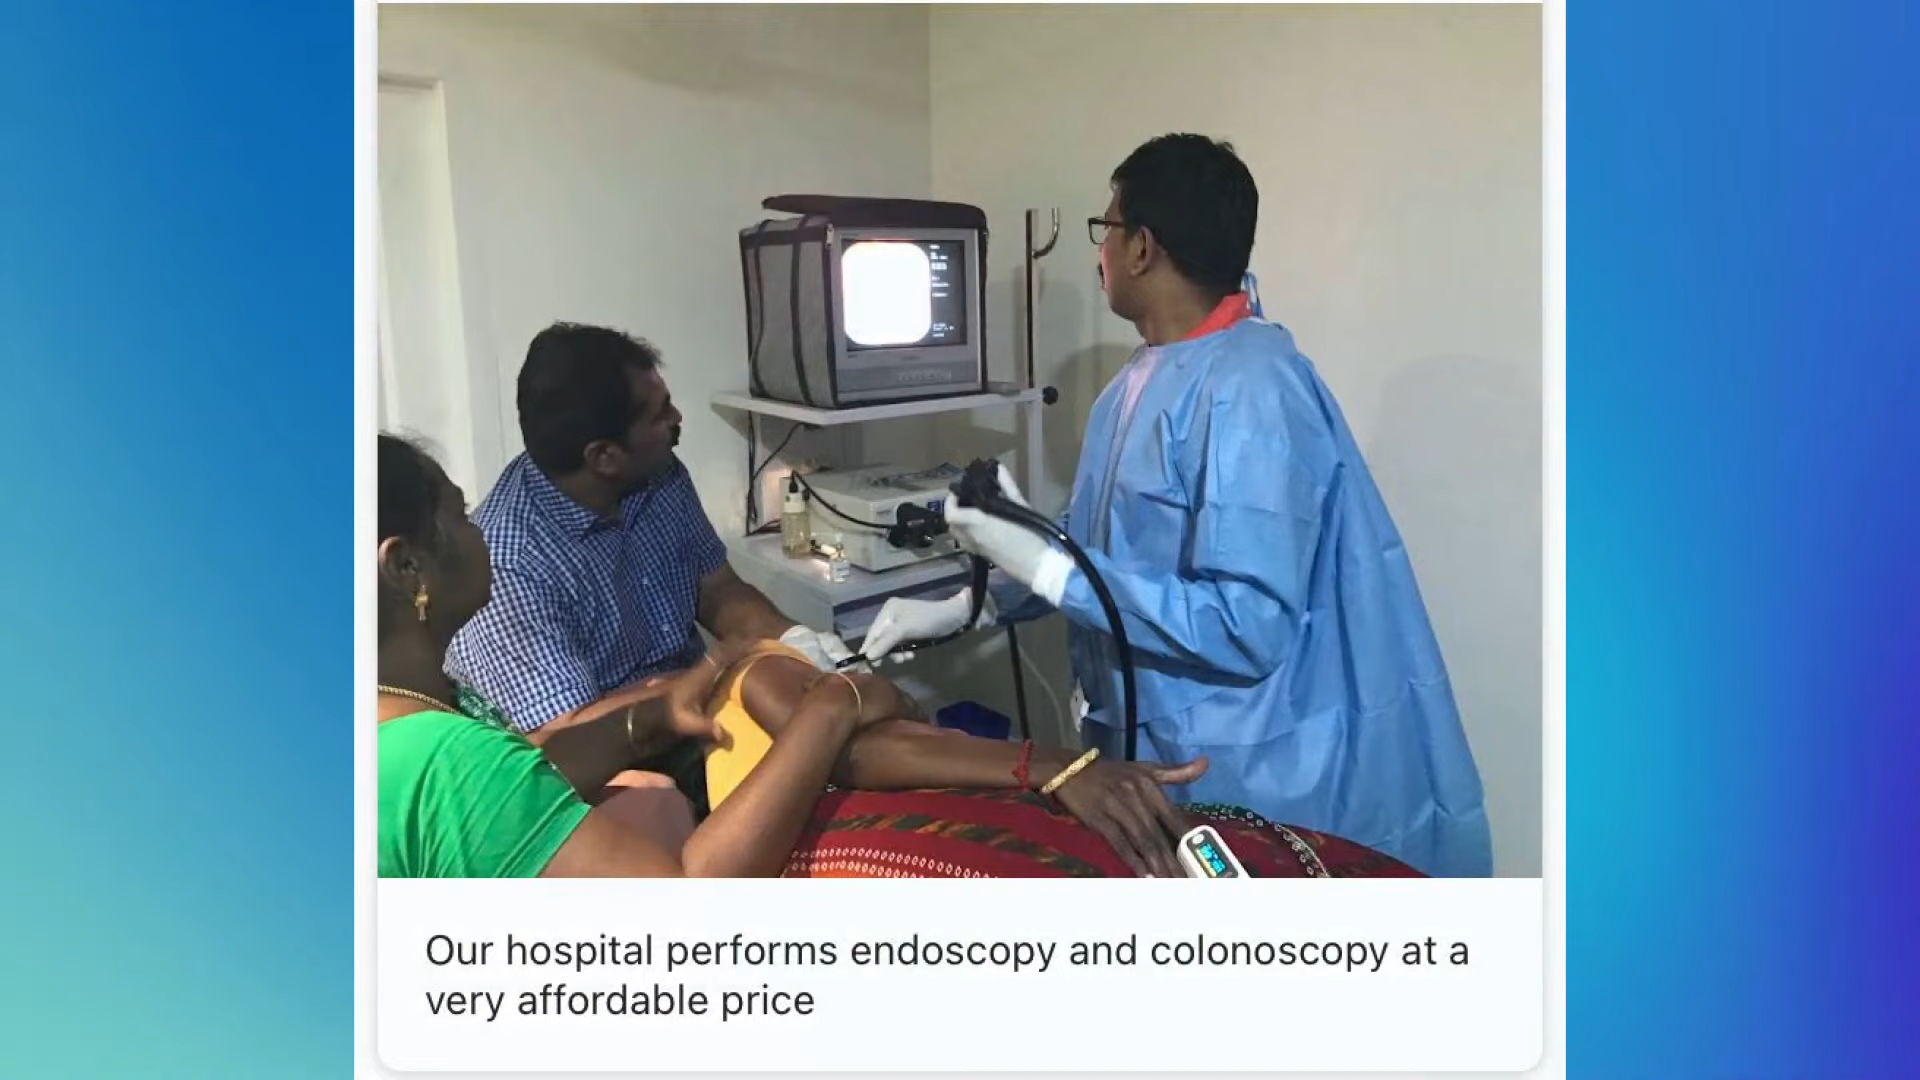 Our hospital performs endoscopy and colonoscopy at a
very affordable price